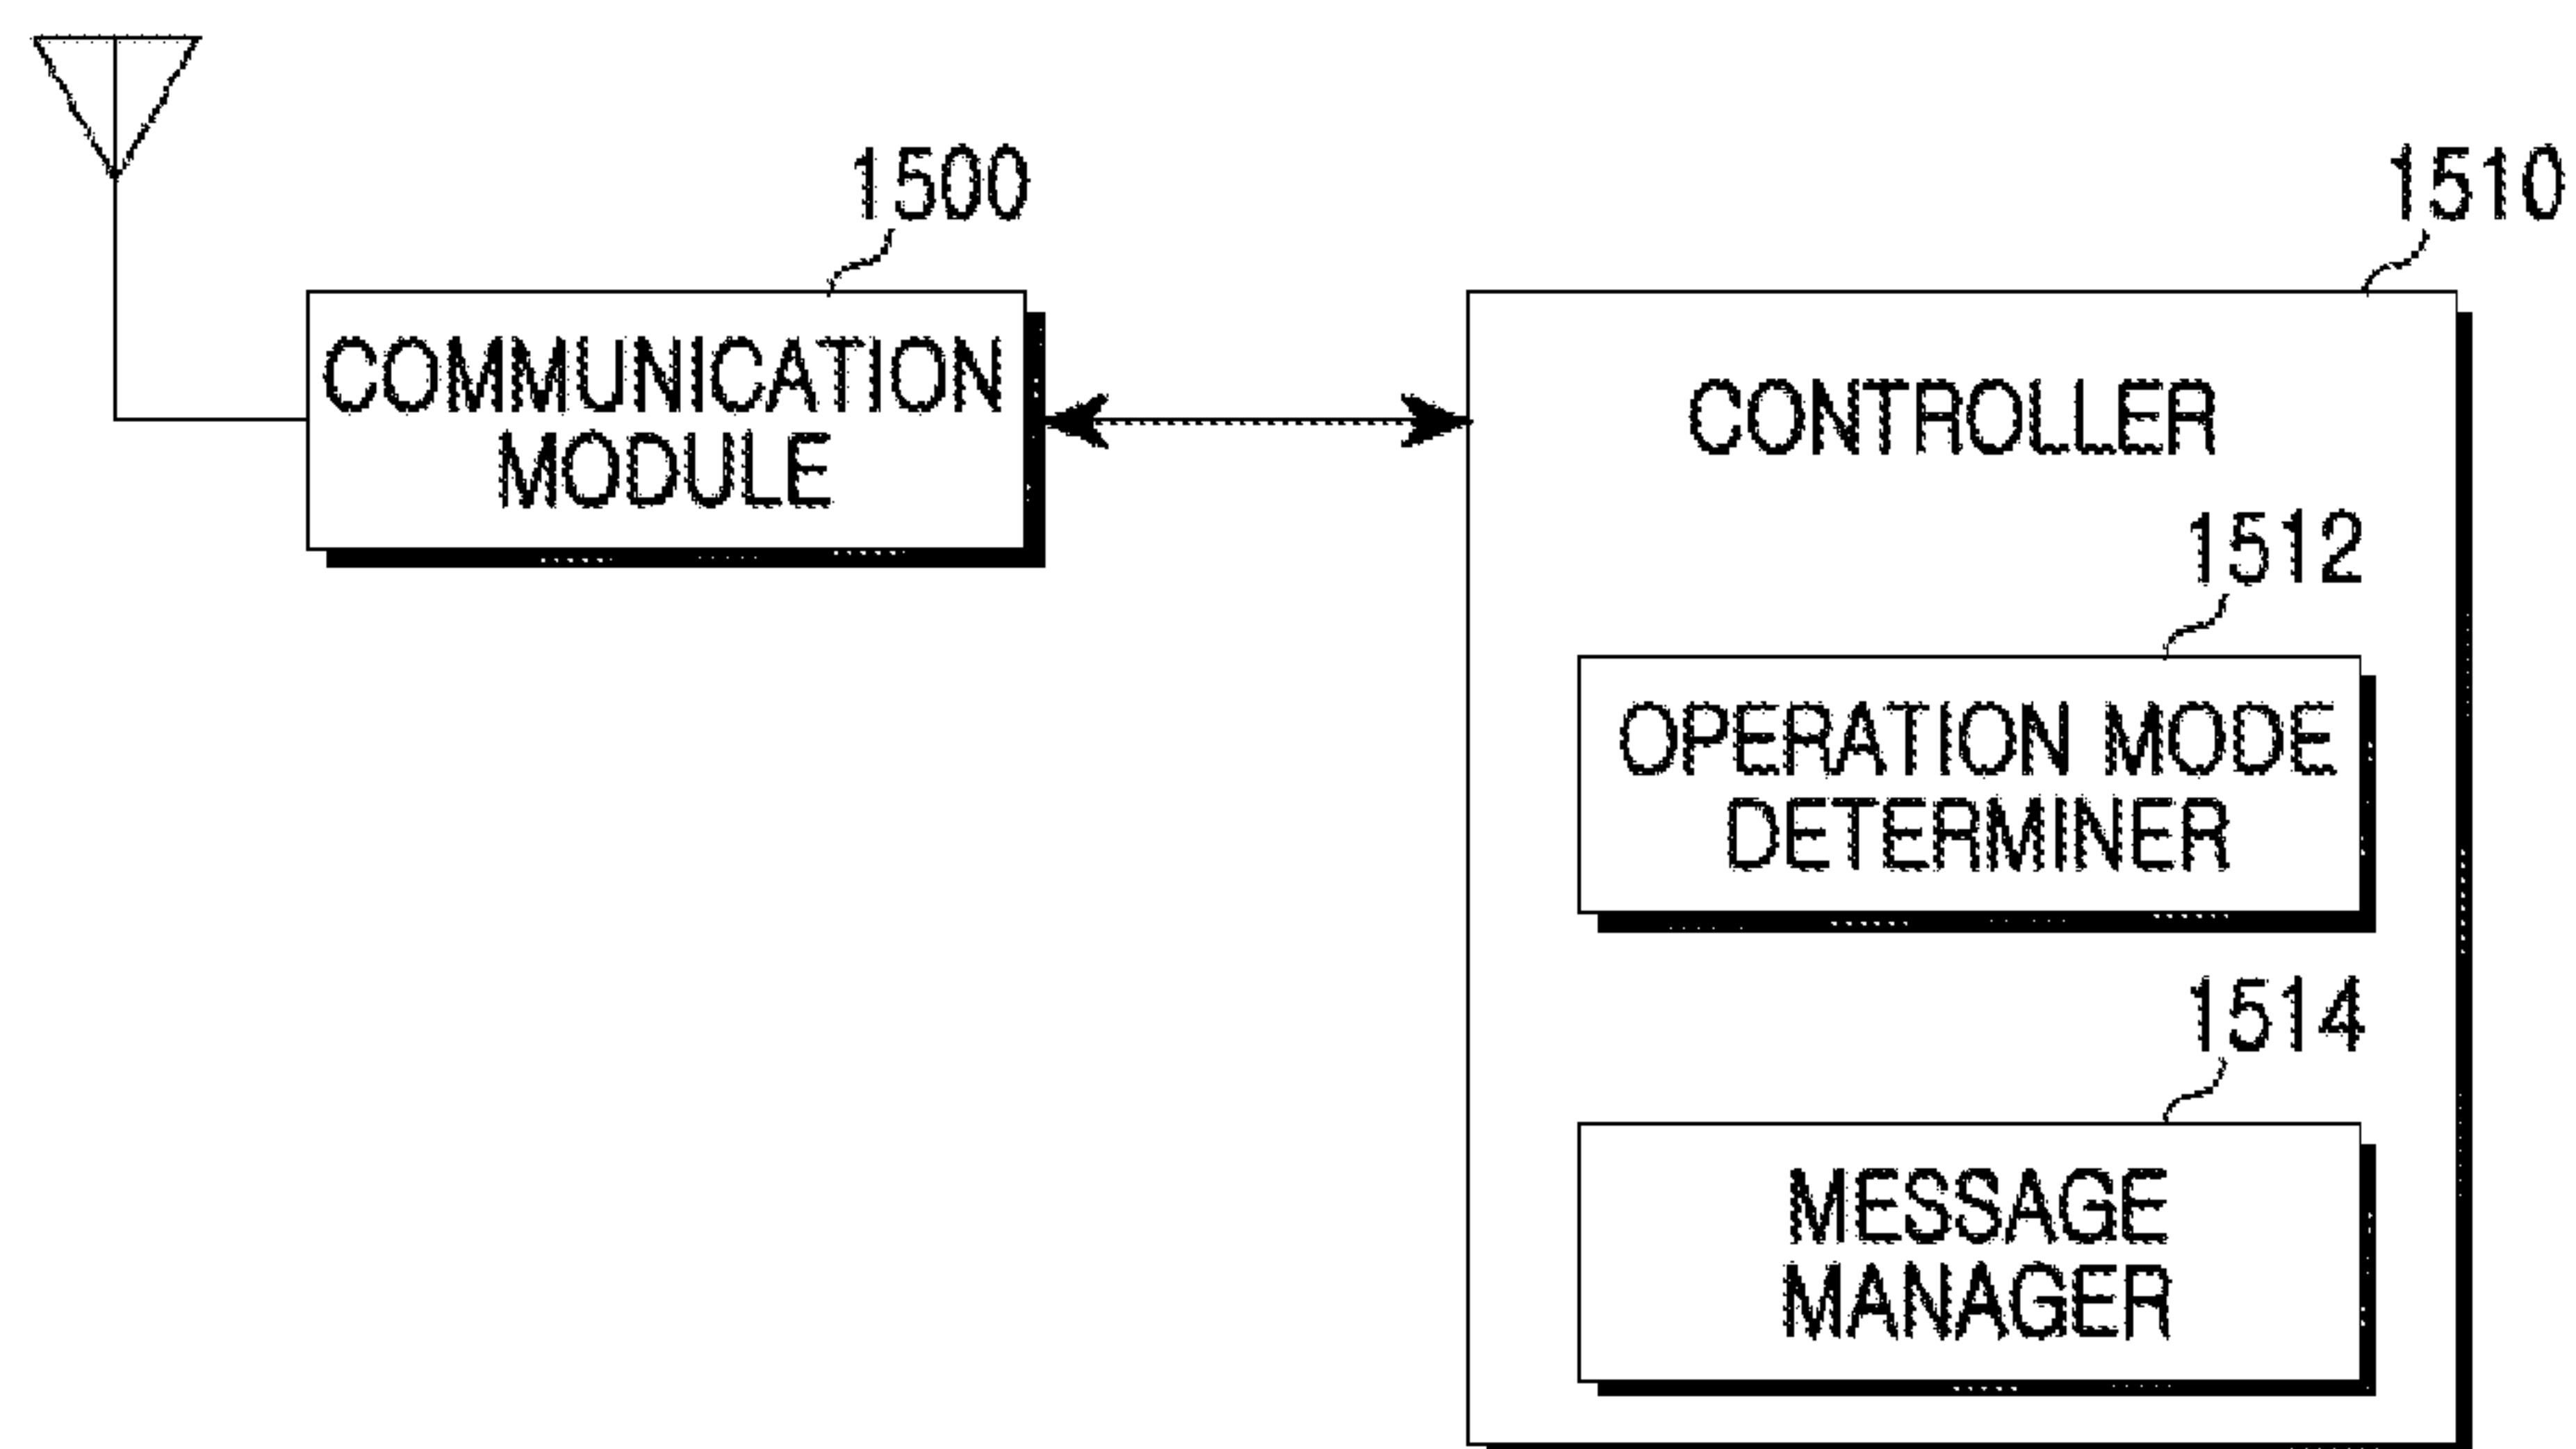 1500
1510
COMMUNICATION
MODULE
CONTROLLER
1512
OPERATION MODE
DETERMINER
1514
MESSAGE
MANAGER